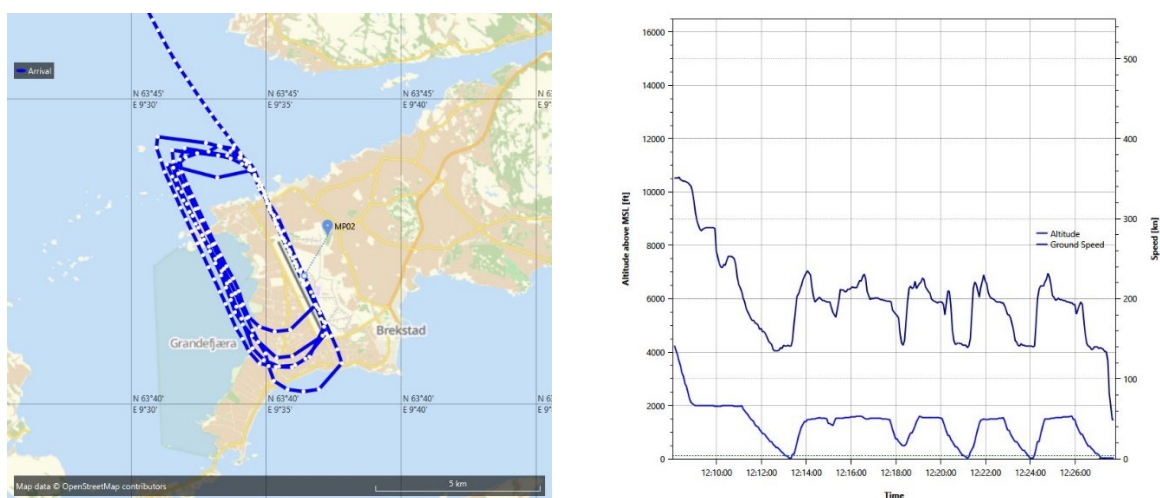 Arrival
N 63°45'
E 9°30'
N 63°45'
E 9°35'
N 63°45'
E 9°40'
N 63
E 9°
MP02
Brekstad
Grandefjæra
N 63°40'
E 9°30'
N 63°40'
E 9°35'
N 63°40'
E 9°40'
N 63
E 9°
Map data © OpenStreetMap contributors
5 km
Altitude above MSL [ft]
16000
14000
12000
10000
8000
6000
4000
2000
0
Altitude
Ground Speed
500
400
300
200
100
0
Speed [kn]
12:10:00
12:12:00
12:14:00
12:16:00
12:18:00
12:20:00
12:22:00
12:24:00
12:26:00
Time